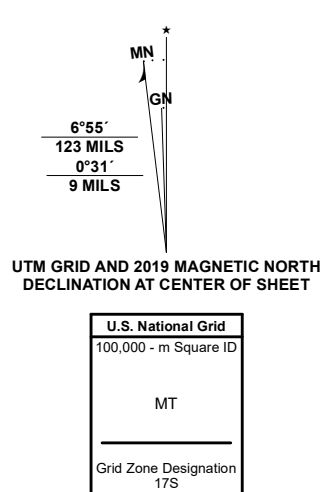 MN
GN
6°55´
123 MILS
0°31´
9 MILS
UTM GRID AND 2019 MAGNETIC NORTH
DECLINATION AT CENTER OF SHEET
U.S. National Grid
100,000 - m Square ID
MT
Grid Zone Designation
17S